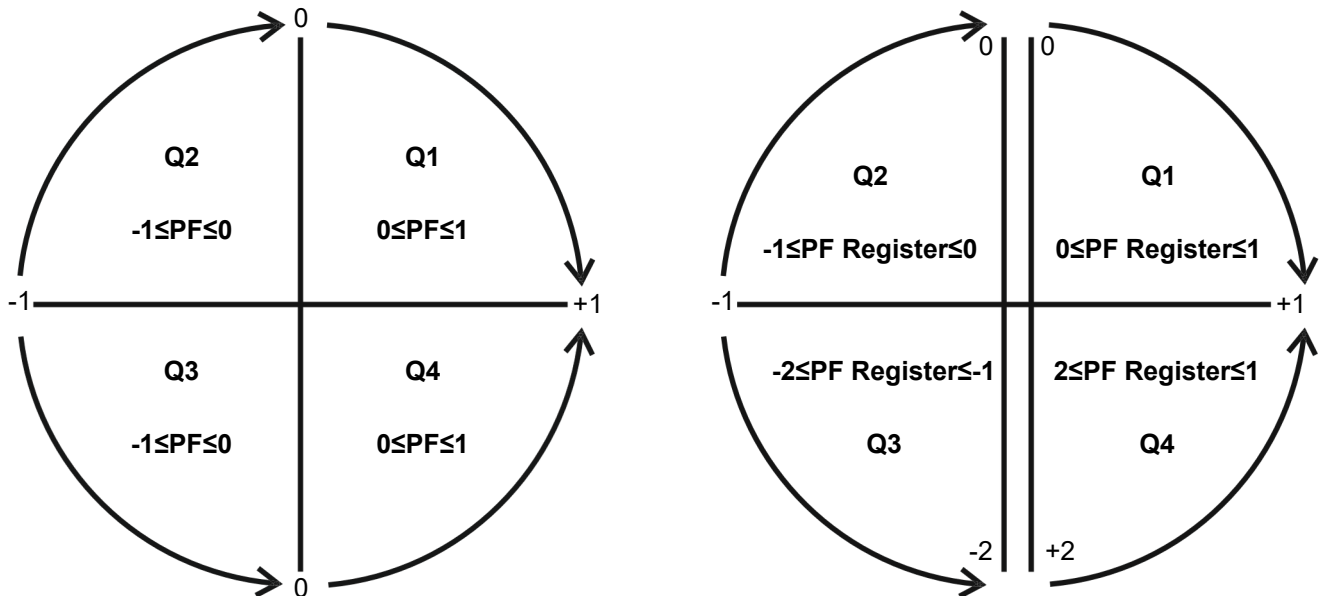 0
Q2
Q1
-1≤PF≤0
0≤PF≤1
-1
+1
Q3
Q4
-1≤PF≤0
0≤PF≤1
0
0
0
Q2
Q1
-1≤PF Register≤0
0≤PF Register≤1
-1
+1
-2≤PF Register≤-1
2≤PF Register≤1
Q3
Q4
-2
+2